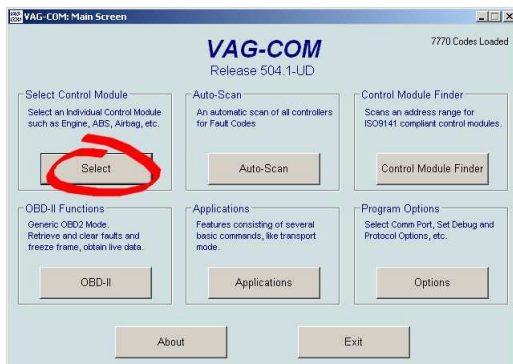 VAG-COM: Main Screen
VAG-COM
Release 504.1-UD
7770 Codes Loaded
Select Control Module
Select an Individual Control Module
such as Engine, ABS, Airbag, etc.
Select
Auto-Scan
An automatic scan of all controllers
for Fault Codes
Auto-Scan
Control Module Finder
Scans an address range for
ISO9141 compliant control modules.
Control Module Finder
OBD-II Functions
Generic OBD2 Mode.
Retrieve and clear faults and
freeze frame, obtain live data.
OBD-II
Applications
Features consisting of several
basic commands, like transport
mode.
Applications
Program Options
Select Comm Port, Set Debug and
Protocol Options, etc.
Options
About
Exit